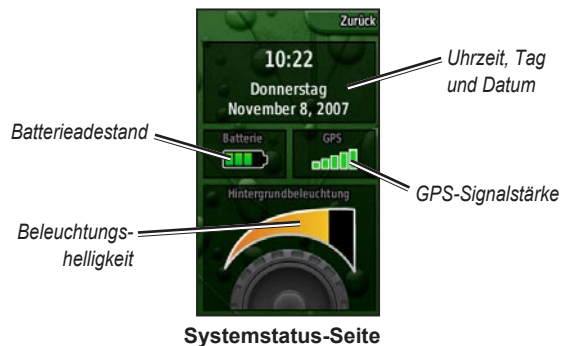 Zurück
10:22
Donnerstag
November 8, 2007
Uhrzeit, Tag
und Datum
Batterieadestand
Batterie
GPS
GPS-Signalstärke
Hintergrundbeleuchtung
Beleuchtungs-
helligkeit
Systemstatus-Seite